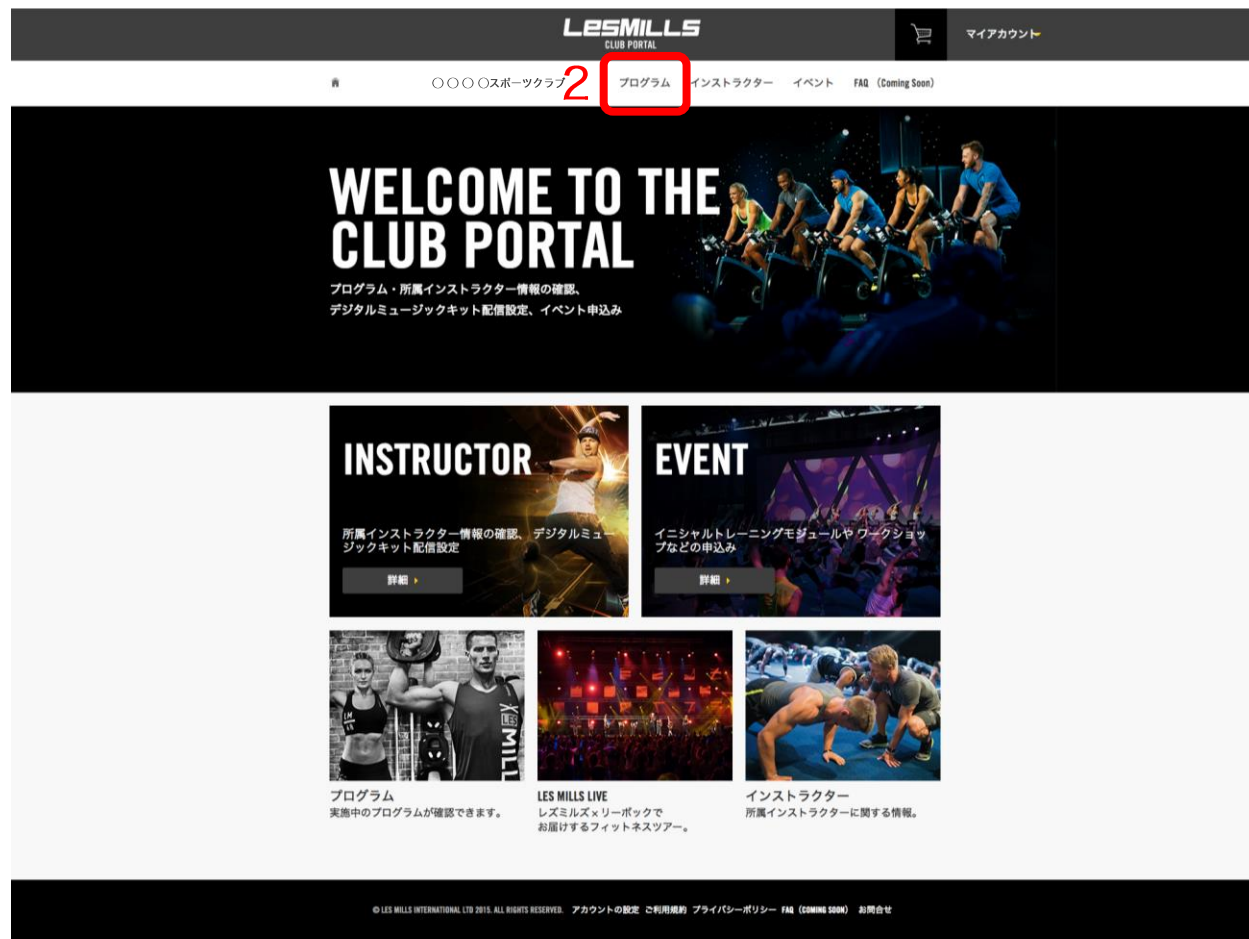 LESMILLS
CLUB PORTAL
マイアカウント
○○○○スポーツクラブ
2
プログラム
インストラクター
イベント
FAQ (Coming Soon)
WELCOME TO THE
CLUB PORTAL
プログラム・所属インストラクター情報の確認、
デジタルミュージックキット配信設定、イベント申込み
INSTRUCTOR
所属インストラクター情報の確認、 デジタルミュー
ジックキット配信設定
詳細
EVENT
イニシャルトレーニングモジュールや ワークショッ
プなどの申込み
詳細
LES MILL
プログラム
実施中のプログラムが確認できます。
LES MILLS LIVE
レズミルズ×リーボックで
お届けするフィットネスツアー。
インストラクター
所属インストラクターに関する情報。
© LES MILLS INTERNATIONAL LTD 2015. ALL RIGHTS RESERVED. アカウントの設定 ご利用規約 プライバシーポリシー FAQ (COMING SOON) お問合せ